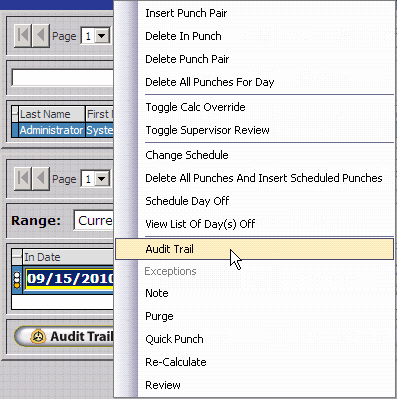 Insert Punch Pair
Delete In Punch
Page 1
Delete Punch Pair
Delete All Punches For Day
Toggle Calc Override
Last Name First N
Administrator Syste
Toggle Supervisor Review
Change Schedule
Page 1
Delete All Punches And Insert Scheduled Punches
Schedule Day Off
Range: Curre
View List Of Day(s) Off
Audit Trail
In Date
Exceptions
09/15/2010
Note
Purge
Audit Trail
Quick Punch
Re-Calculate
Review